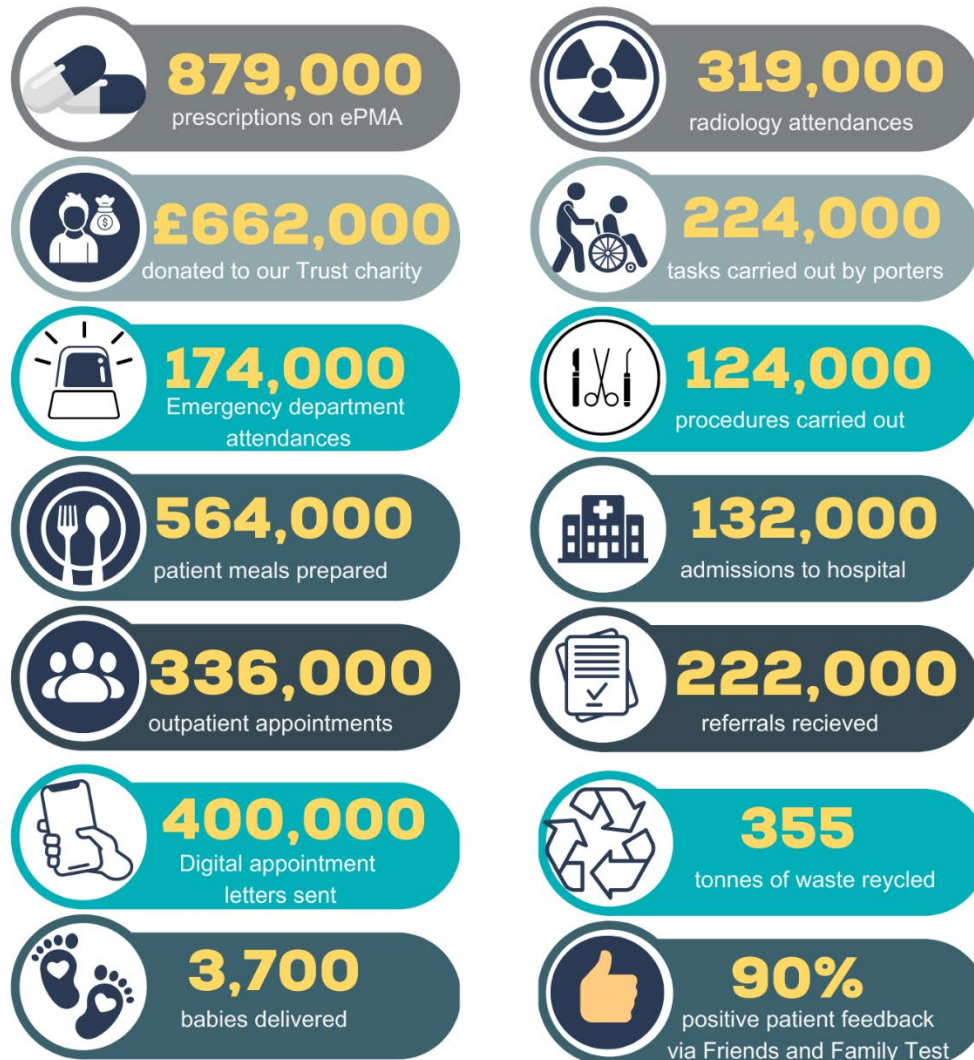 879,000
prescriptions on ePMA
319,000
radiology attendances
£662,000
donated to our Trust charity
224,000
tasks carried out by porters
174,000
Emergency department
attendances
124,000
procedures carried out
564,000
patient meals prepared
132,000
admissions to hospital
336,000
outpatient appointments
222,000
referrals recieved
400,000
Digital appointment
letters sent
355
tonnes of waste reycled
3,700
babies delivered
90%
positive patient feedback
via Friends and Family Test